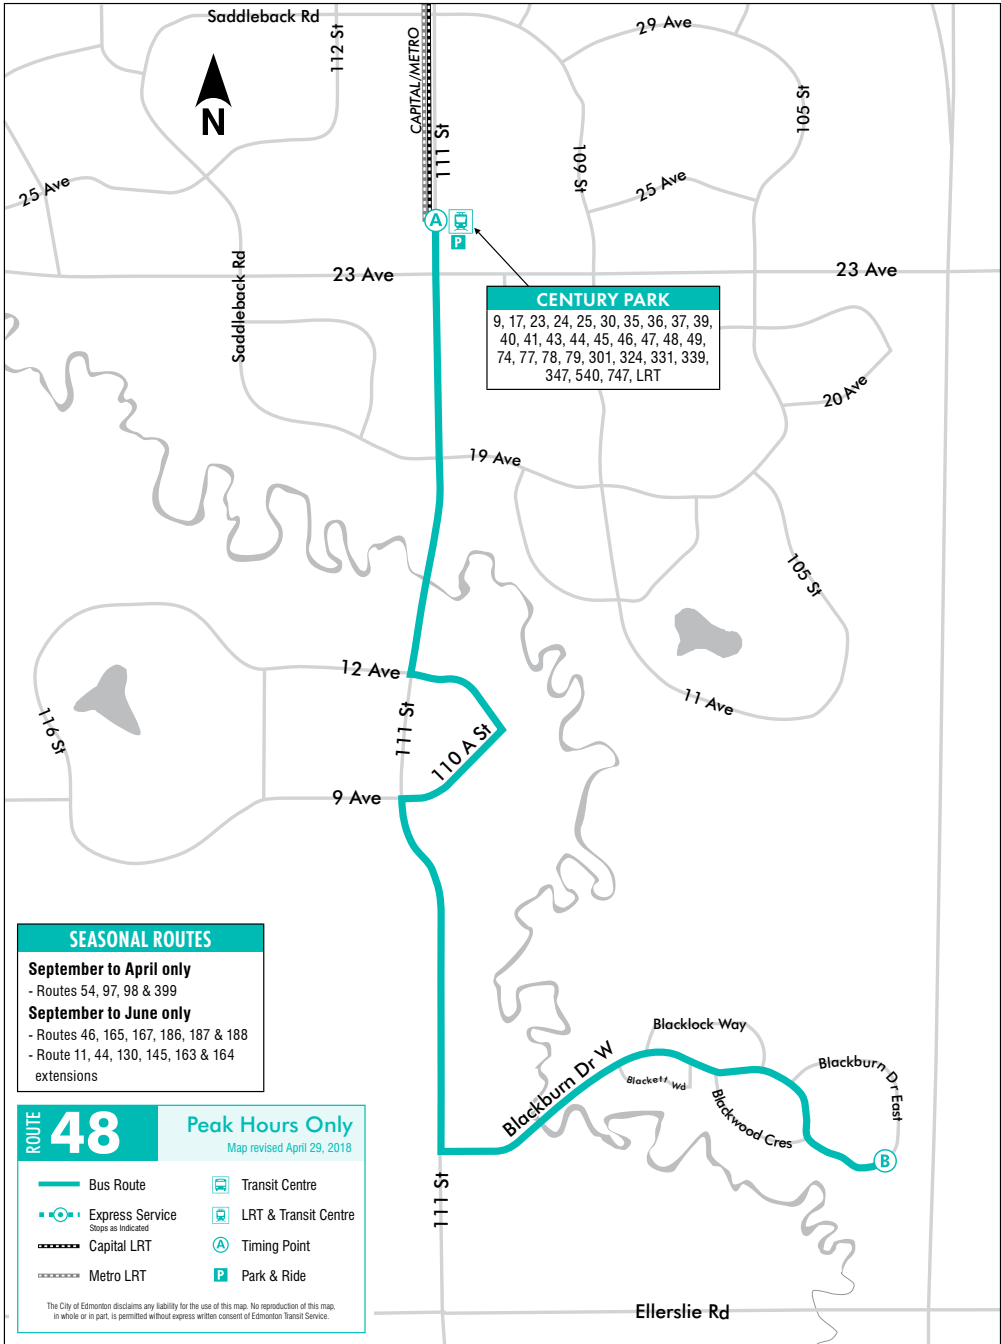 Saddleback Rd
112 St
CAPITAL/METRO
111 St
29 Ave
105 St
109 St
25 Ave
25 Ave
N
A
P
23 Ave
23 Ave
Saddleback Rd
CENTURY PARK
9, 17, 23, 24, 25, 30, 35, 36, 37, 39,
40, 41, 43, 44, 45, 46, 47, 48, 49,
74, 77, 78, 79, 301, 324, 331, 339,
347, 540, 747, LRT
20 Ave
19 Ave
105 St
12 Ave
11 Ave
116 St
111 St
110 A St
9 Ave
SEASONAL ROUTES
September to April only
- Routes 54, 97, 98 & 399
September to June only
- Routes 46, 165, 167, 186, 187 & 188
- Route 11, 44, 130, 145, 163 & 164
extensions
Blacklock Way
Blackburn Dr W
Blackett Wd
Blackwood Cres
Blackburn Dr East
B
111 St
Ellerslie Rd
ROUTE 48
Peak Hours Only
Map revised April 29, 2018
Bus Route
Express Service
Stops as Indicated
Capital LRT
Metro LRT
Transit Centre
LRT & Transit Centre
A Timing Point
P Park & Ride
The City of Edmonton disclaims any liability for the use of this map. No reproduction of this map,
in whole or in part, is permitted without express written consent of Edmonton Transit Service.